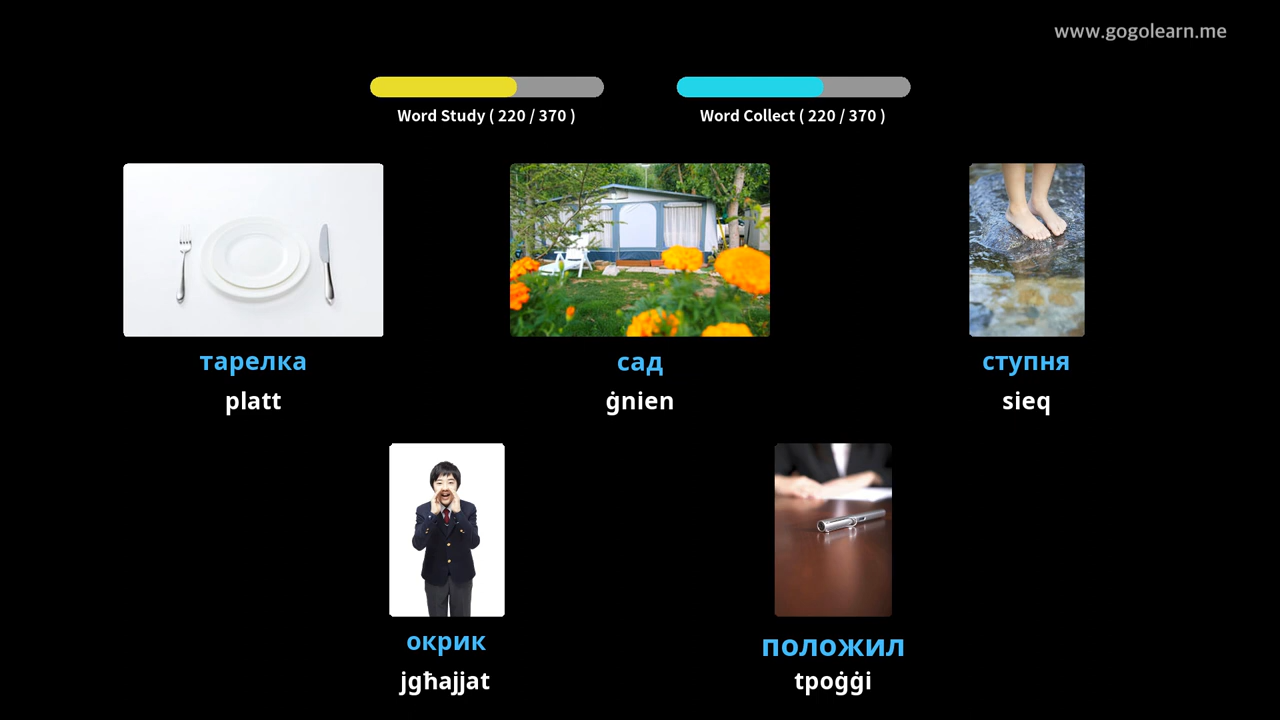 www.gogolearn.me
Word Study ( 220 / 370 )
Word Collect ( 220 / 370 )
тарелка
platt
сад
ġnien
ступня
sieq
окрик
jgħajjat
положил
tpoġġi